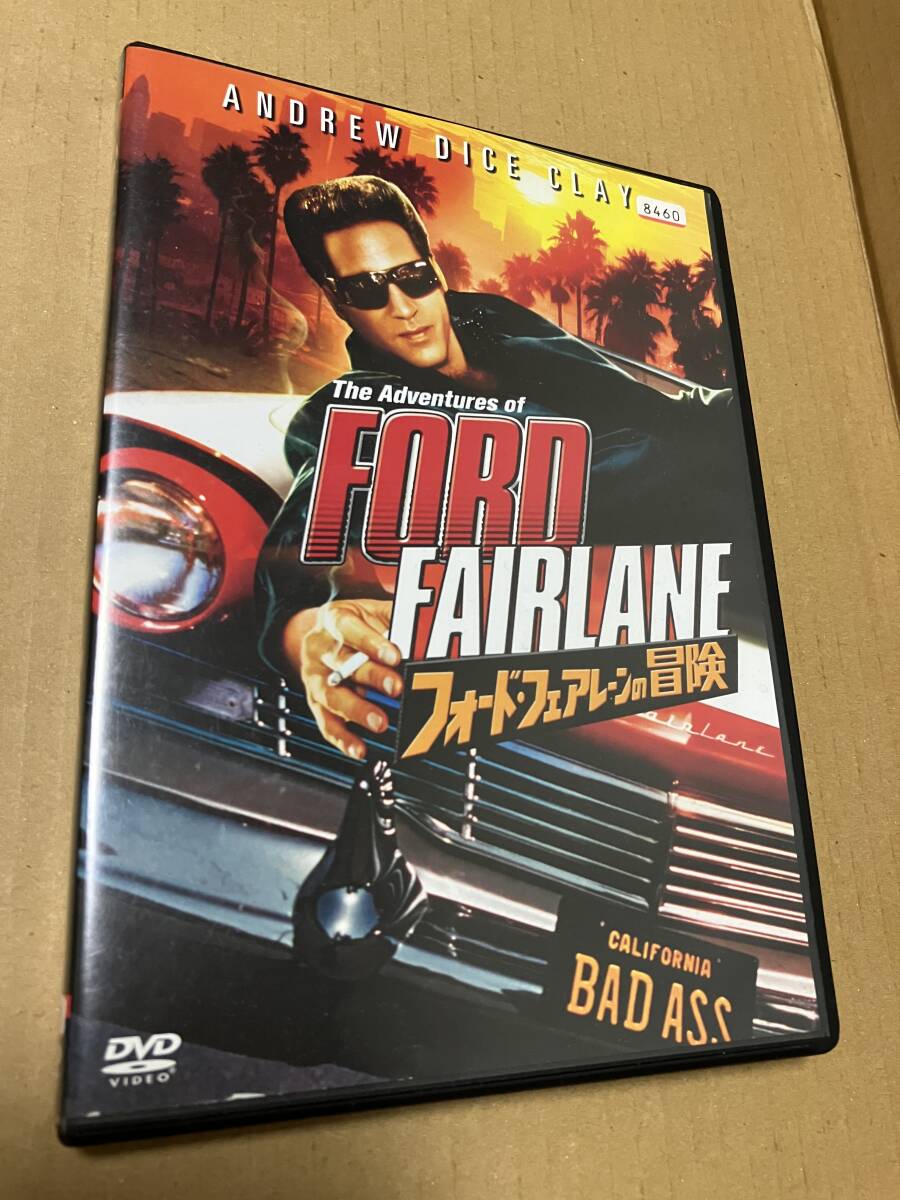 ANDREW DICE CLAY
8460
The Adventures of
FORD
FAIRLANE
フォード・フェアレーンの冒険
Fairlane
CALIFORNIA
BAD ASS
DVD
VIDEO